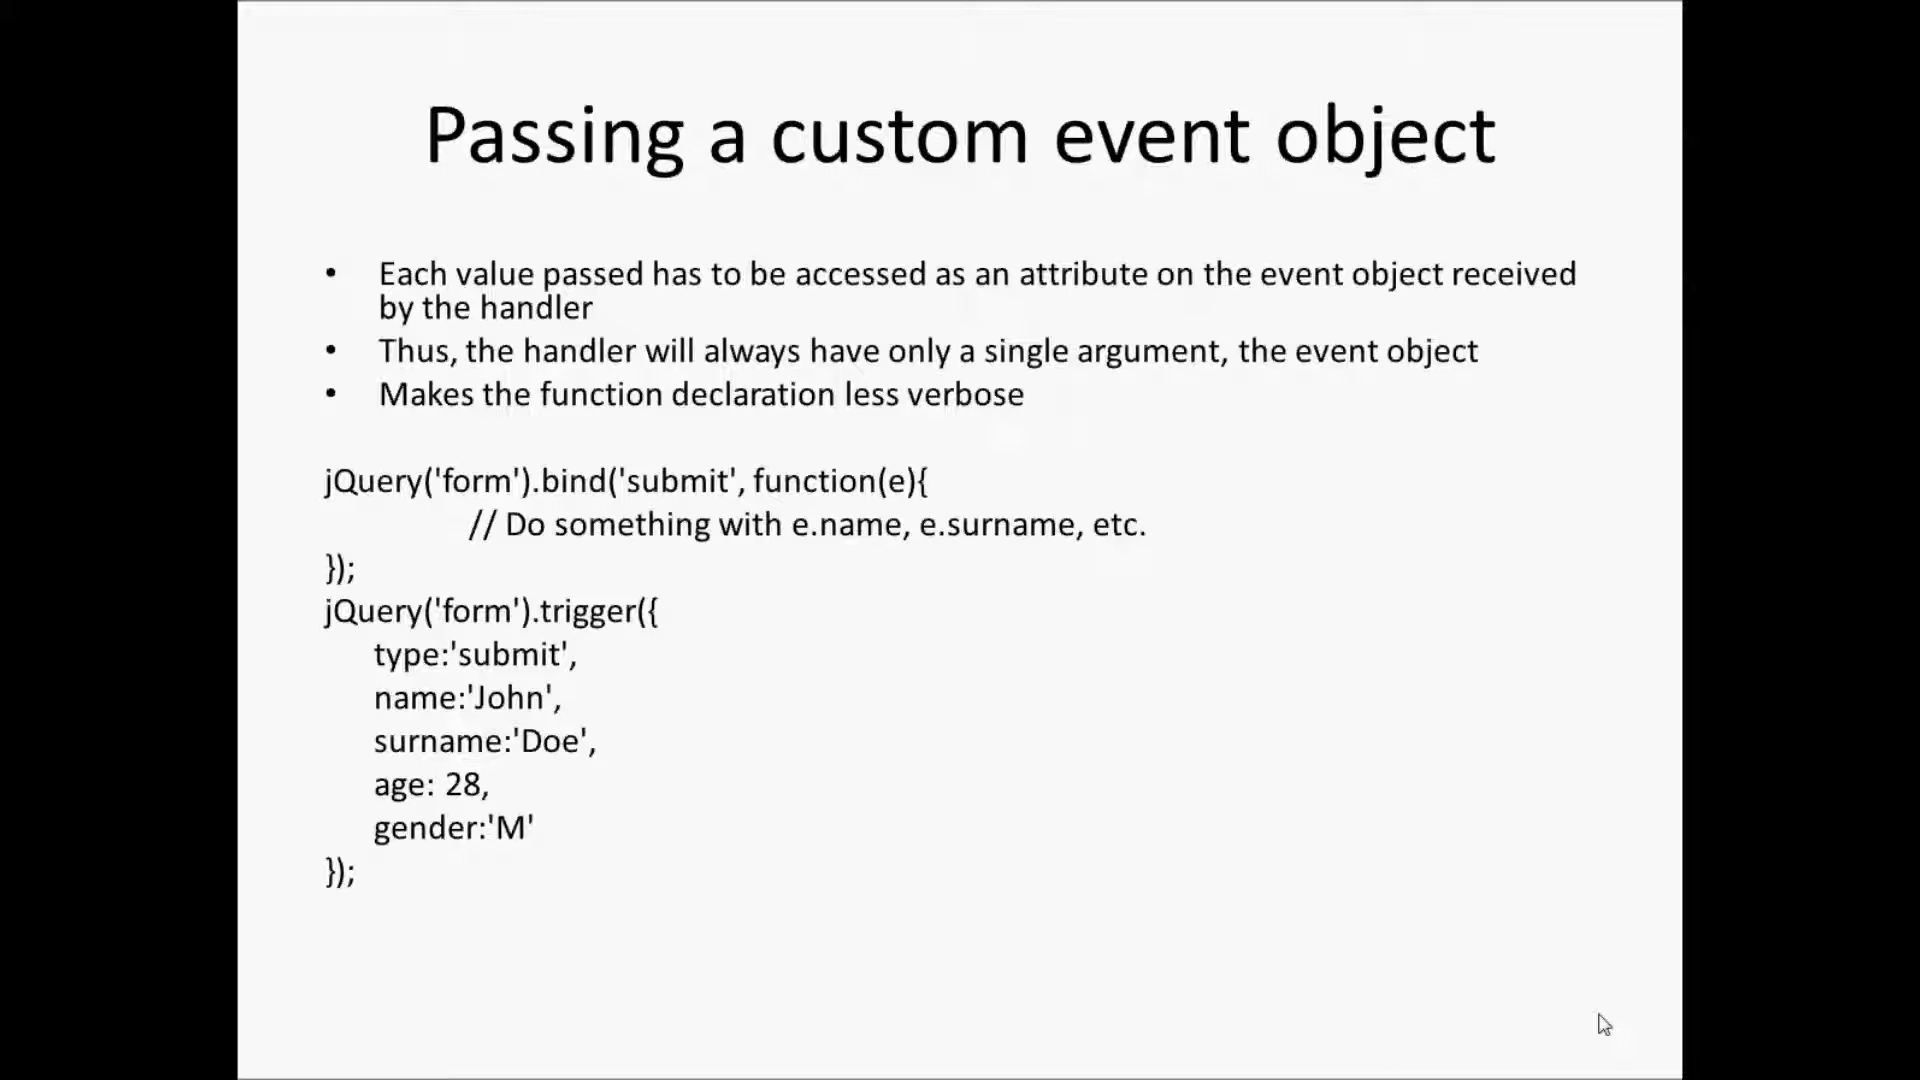 Passing a custom event object
• Each value passed has to be accessed as an attribute on the event object received
by the handler
• Thus, the handler will always have only a single argument, the event object
• Makes the function declaration less verbose
jQuery('form').bind('submit', function(e){
// Do something with e.name, e.surname, etc.
});
jQuery('form').trigger({
type:'submit',
name:'John',
surname:'Doe',
age: 28,
gender:'M'
});